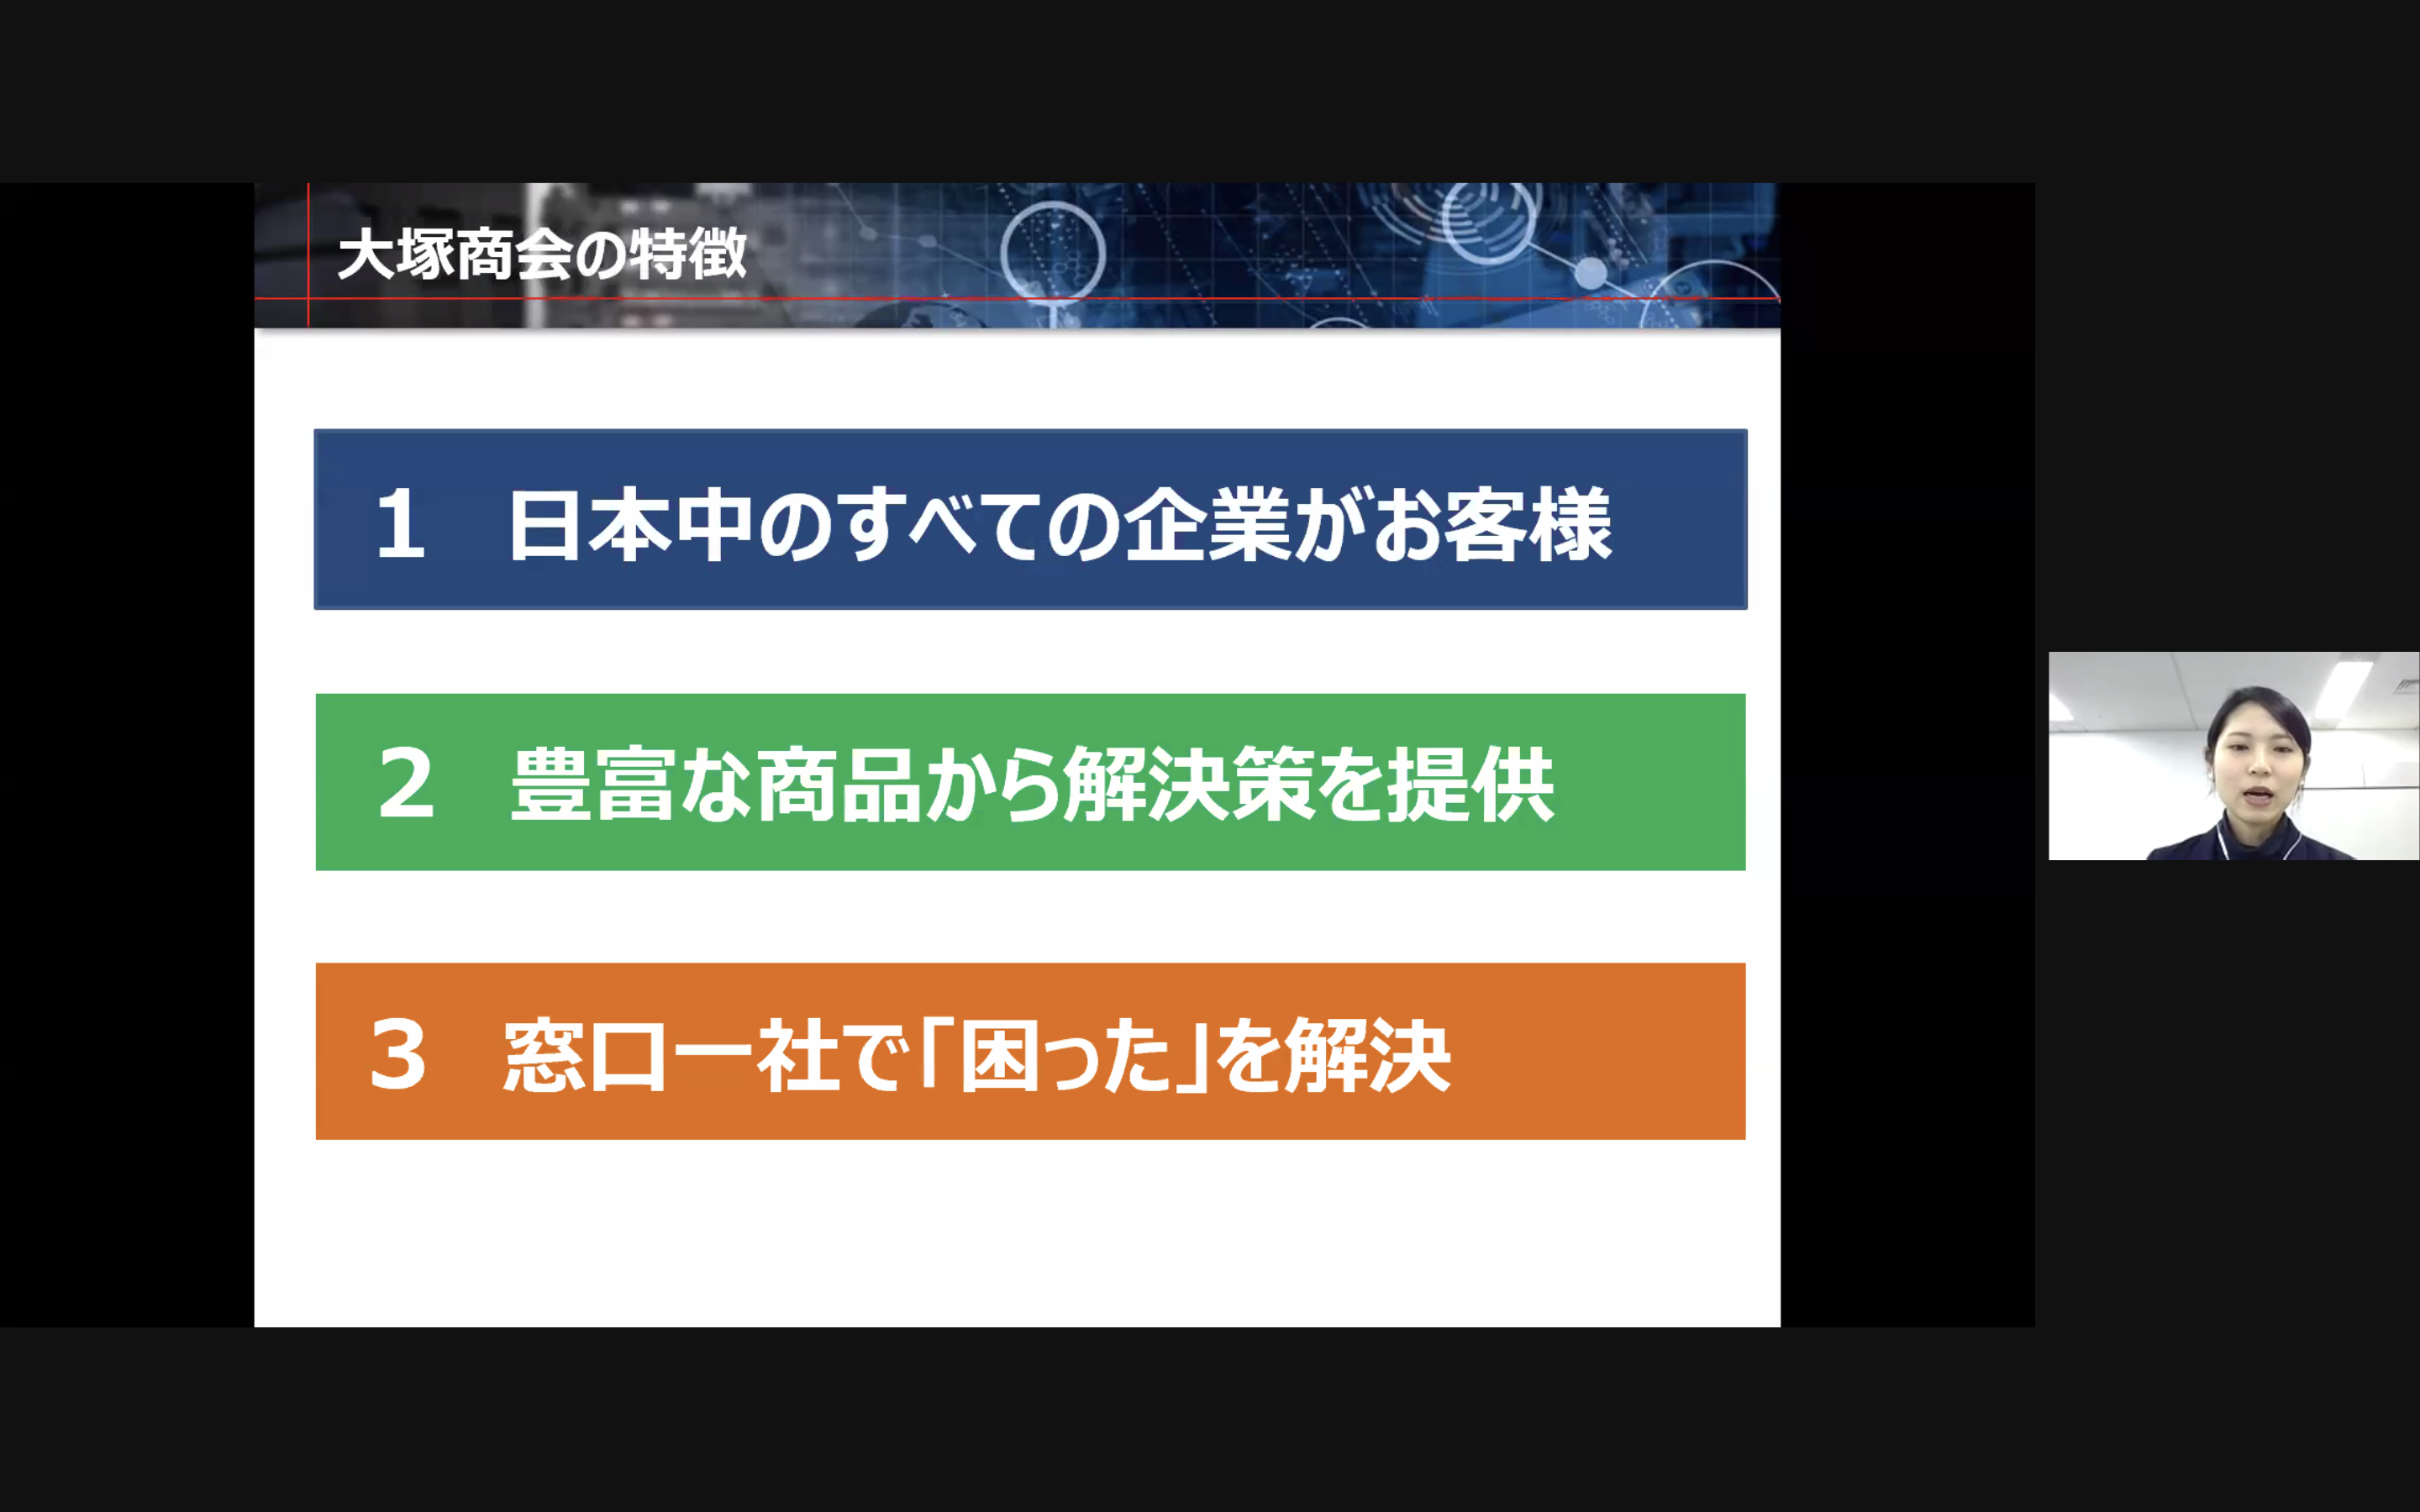 大塚商会の特徴
1 日本中のすべての企業がお客様
2 豊富な商品から解決策を提供
3 窓口一社で「困った」を解決